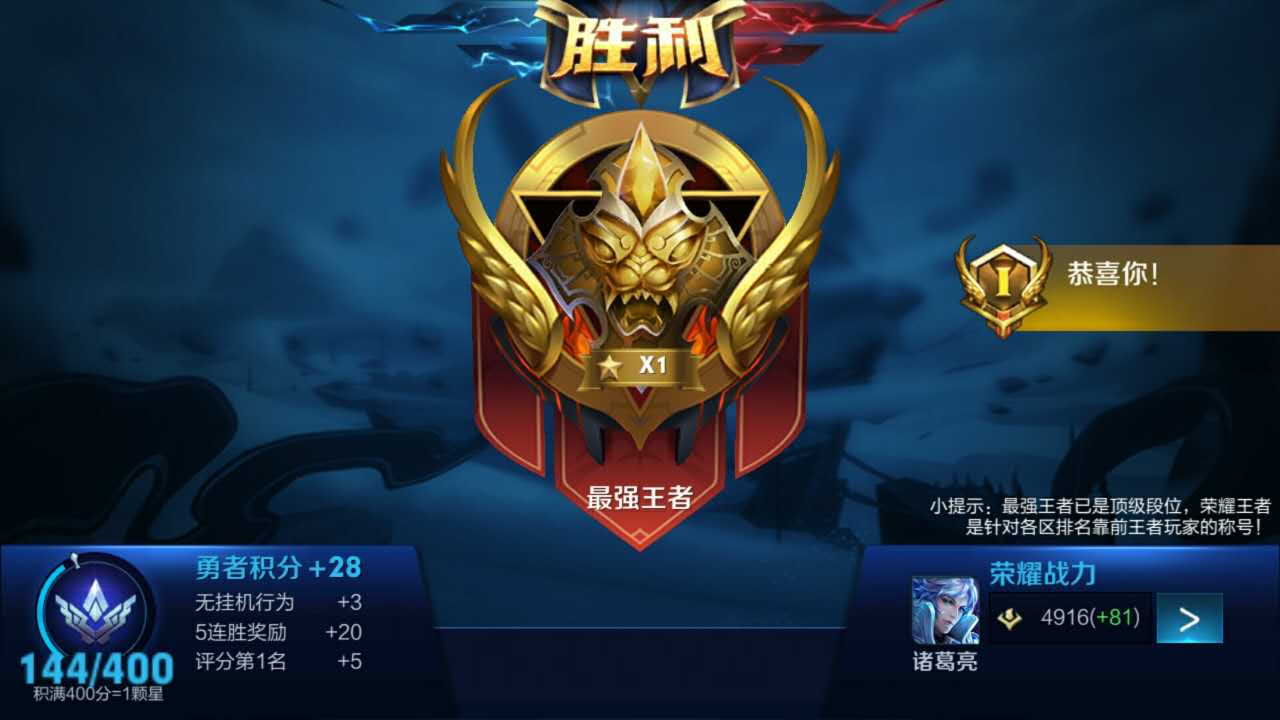 胜利
I
恭喜你!
X1
最强王者
小提示：最强王者已是顶级段位，荣耀王者
是针对各区排名靠前王者玩家的称号!
勇者积分+28
无挂机行为 +3
5连胜奖励 +20
评分第1名 +5
144/400
积满400分=1颗星
荣耀战力
4916(+81)
>
诸葛亮